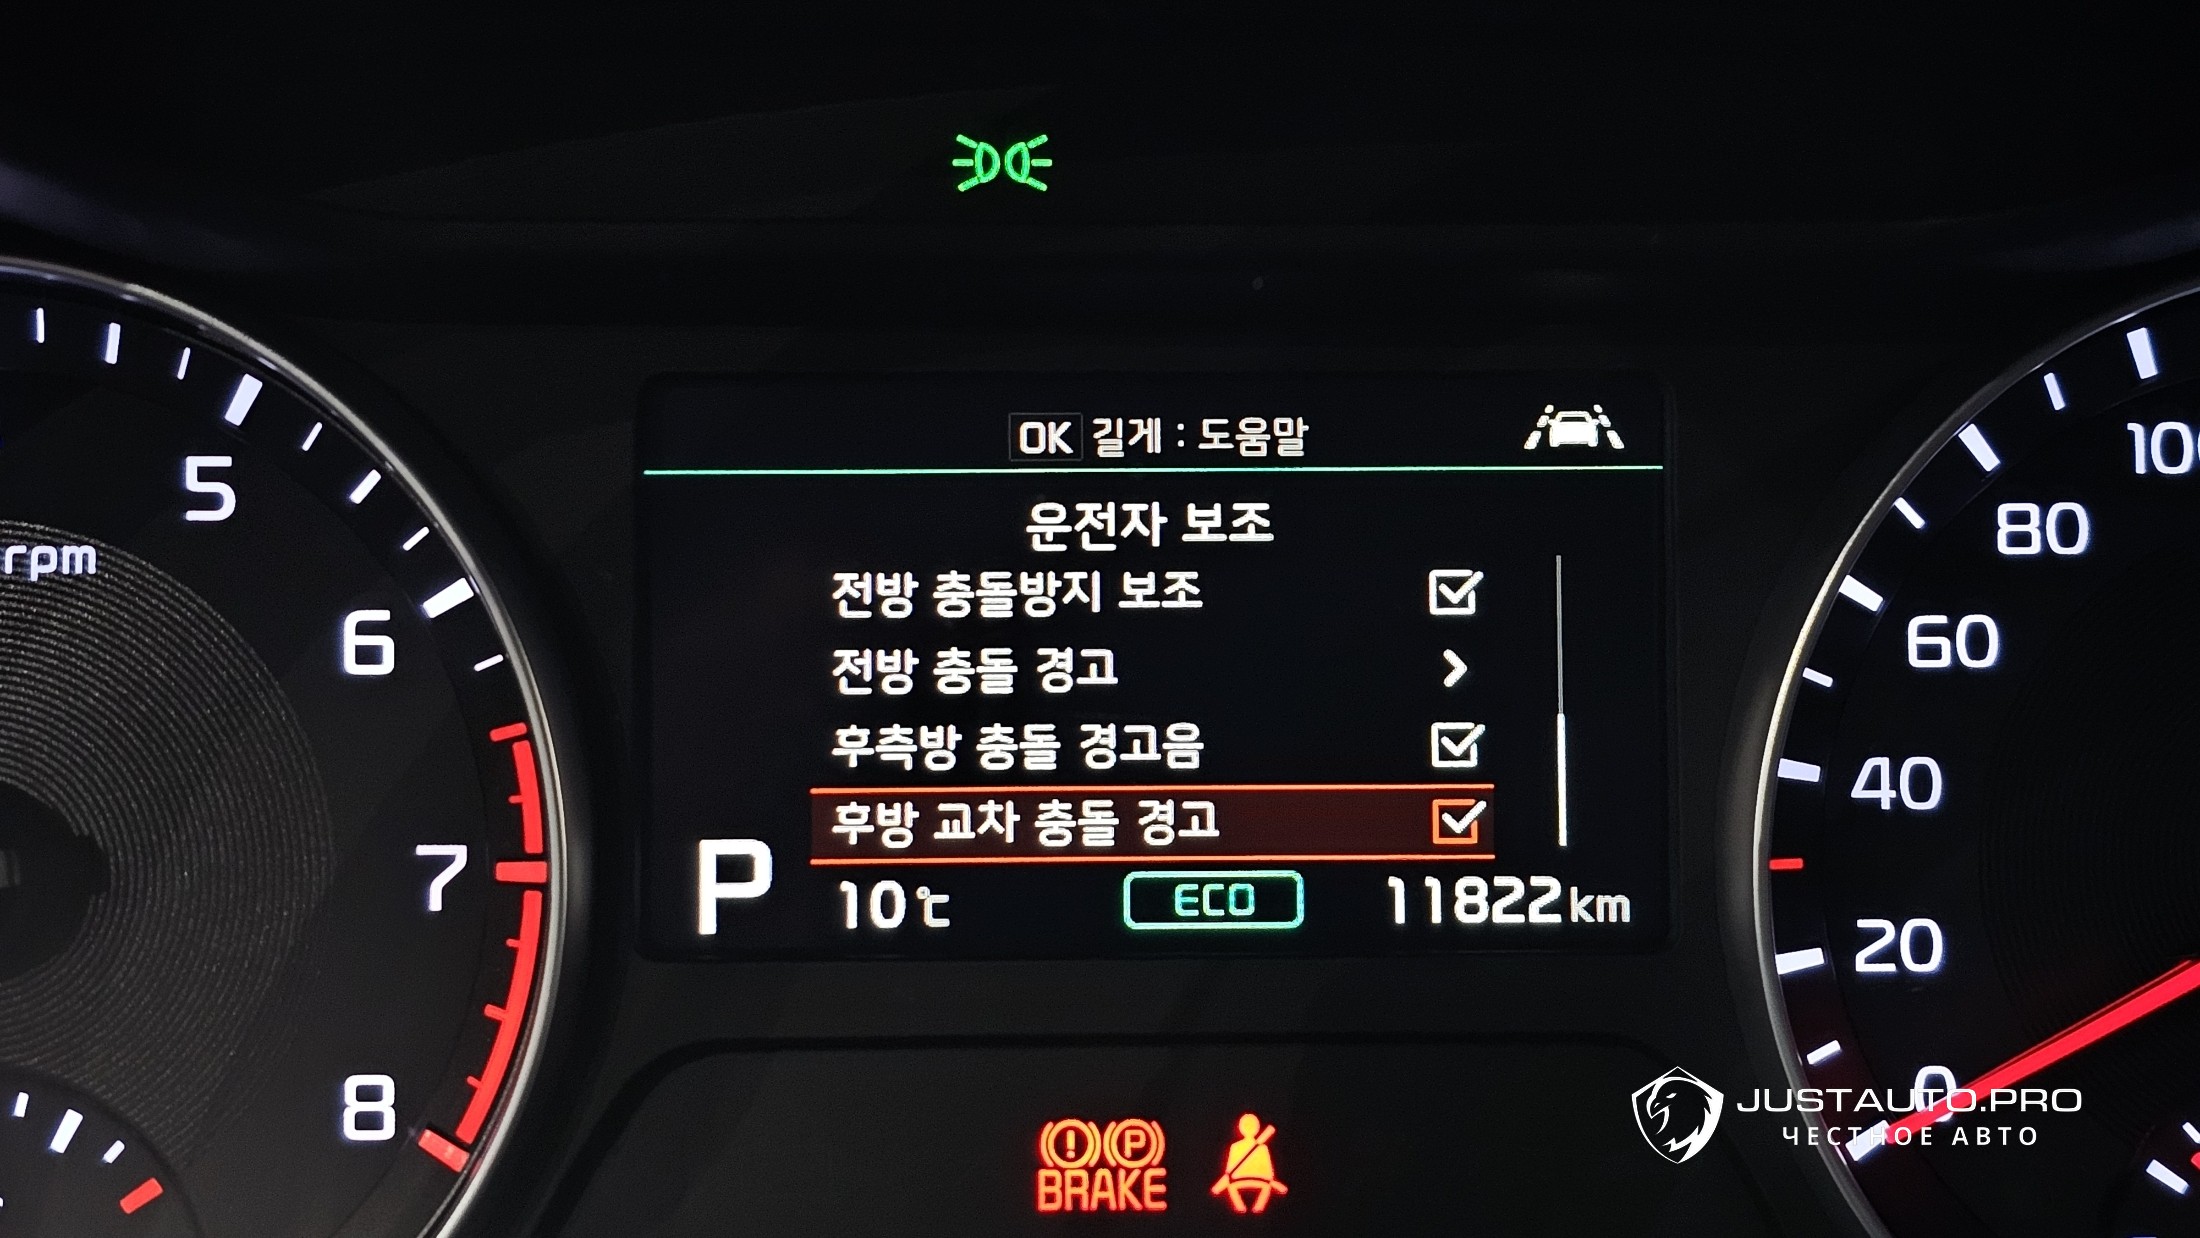 OK 길게 : 도움말
운전자 보조
전방 충돌방지 보조
전방 충돌 경고
후측방 충돌 경고음
후방 교차 충돌 경고
P 10℃ ECO 11822km
5
rpm
6
7
8
100
80
60
40
20
0
BRAKE
JUSTAUTO.PRO
ЧЕСТНОЕ АВТО